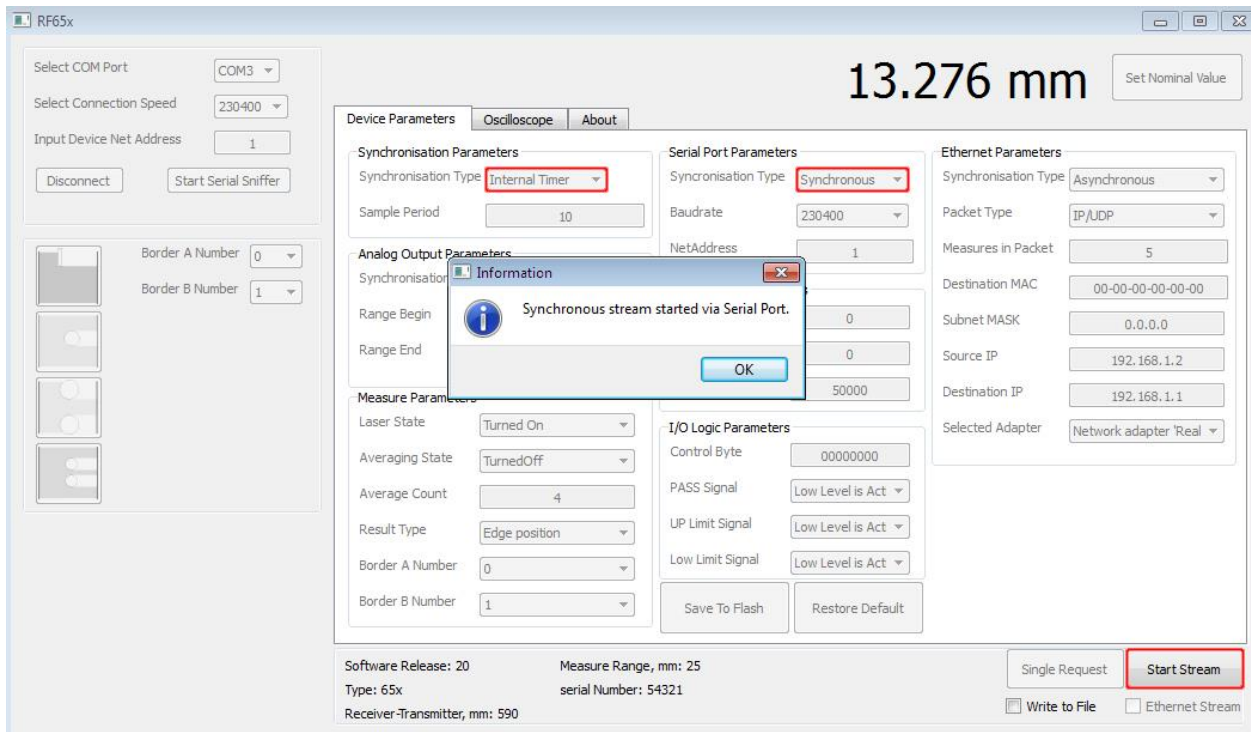 RF65x
Select COM Port COM3
Select Connection Speed 230400
Input Device Net Address 1
Disconnect Start Serial Sniffer
Border A Number 0
Border B Number 1
13.276 mm Set Nominal Value
Device Parameters Oscilloscope About
Synchronisation Parameters
Synchronisation Type Internal Timer
Sample Period 10
Analog Output Parameters
Synchronisation
Range Begin
Range End
Measure Parameters
Laser State Turned On
Averaging State TurnedOff
Average Count 4
Result Type Edge position
Border A Number 0
Border B Number 1
Serial Port Parameters
Syncronisation Type Synchronous
Baudrate 230400
NetAddress 1
0
0
50000
I/O Logic Parameters
Control Byte 00000000
PASS Signal Low Level is Act
UP Limit Signal Low Level is Act
Low Limit Signal Low Level is Act
Save To Flash Restore Default
Ethernet Parameters
Synchronisation Type Asynchronous
Packet Type IP/UDP
Measures in Packet 5
Destination MAC 00-00-00-00-00-00
Subnet MASK 0.0.0.0
Source IP 192.168.1.2
Destination IP 192.168.1.1
Selected Adapter Network adapter 'Real
Information
Synchronous stream started via Serial Port.
OK
Software Release: 20 Measure Range, mm: 25
Type: 65x serial Number: 54321
Receiver-Transmitter, mm: 590
Single Request Start Stream
Write to File Ethernet Stream